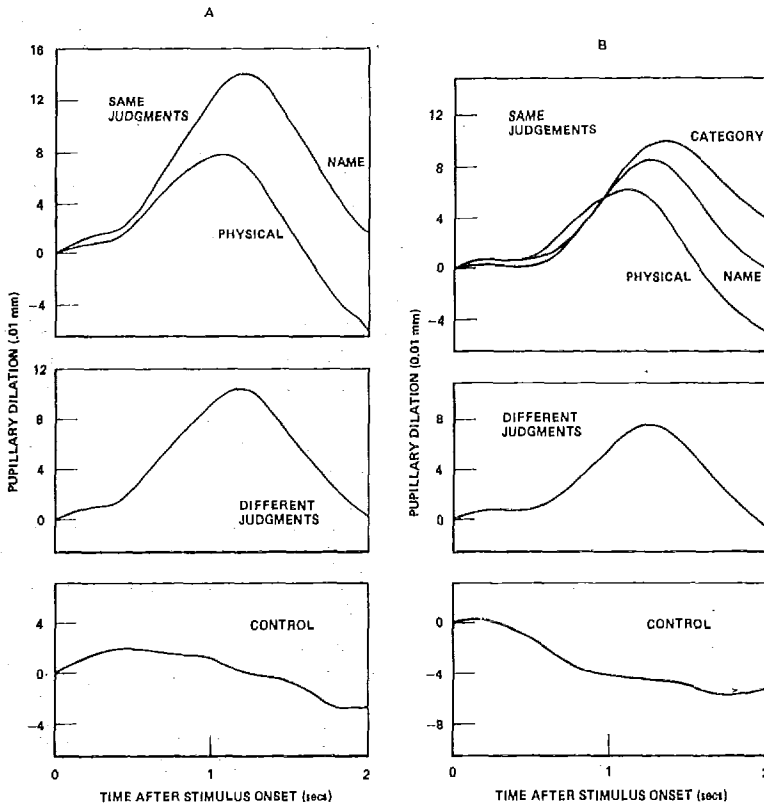 A
PUPILLARY DILATION (.01 mm)
16
12
8
4
0
−4
SAME
JUDGMENTS
NAME
PHYSICAL
12
8
4
0
DIFFERENT
JUDGMENTS
4
0
−4
CONTROL
0
1
2
TIME AFTER STIMULUS ONSET (secs)
B
PUPILLARY DILATION (0.01 mm)
12
8
4
0
−4
SAME
JUDGEMENTS
CATEGORY
PHYSICAL
NAME
8
4
0
DIFFERENT
JUDGMENTS
0
−4
−8
CONTROL
0
1
2
TIME AFTER STIMULUS ONSET (secs)